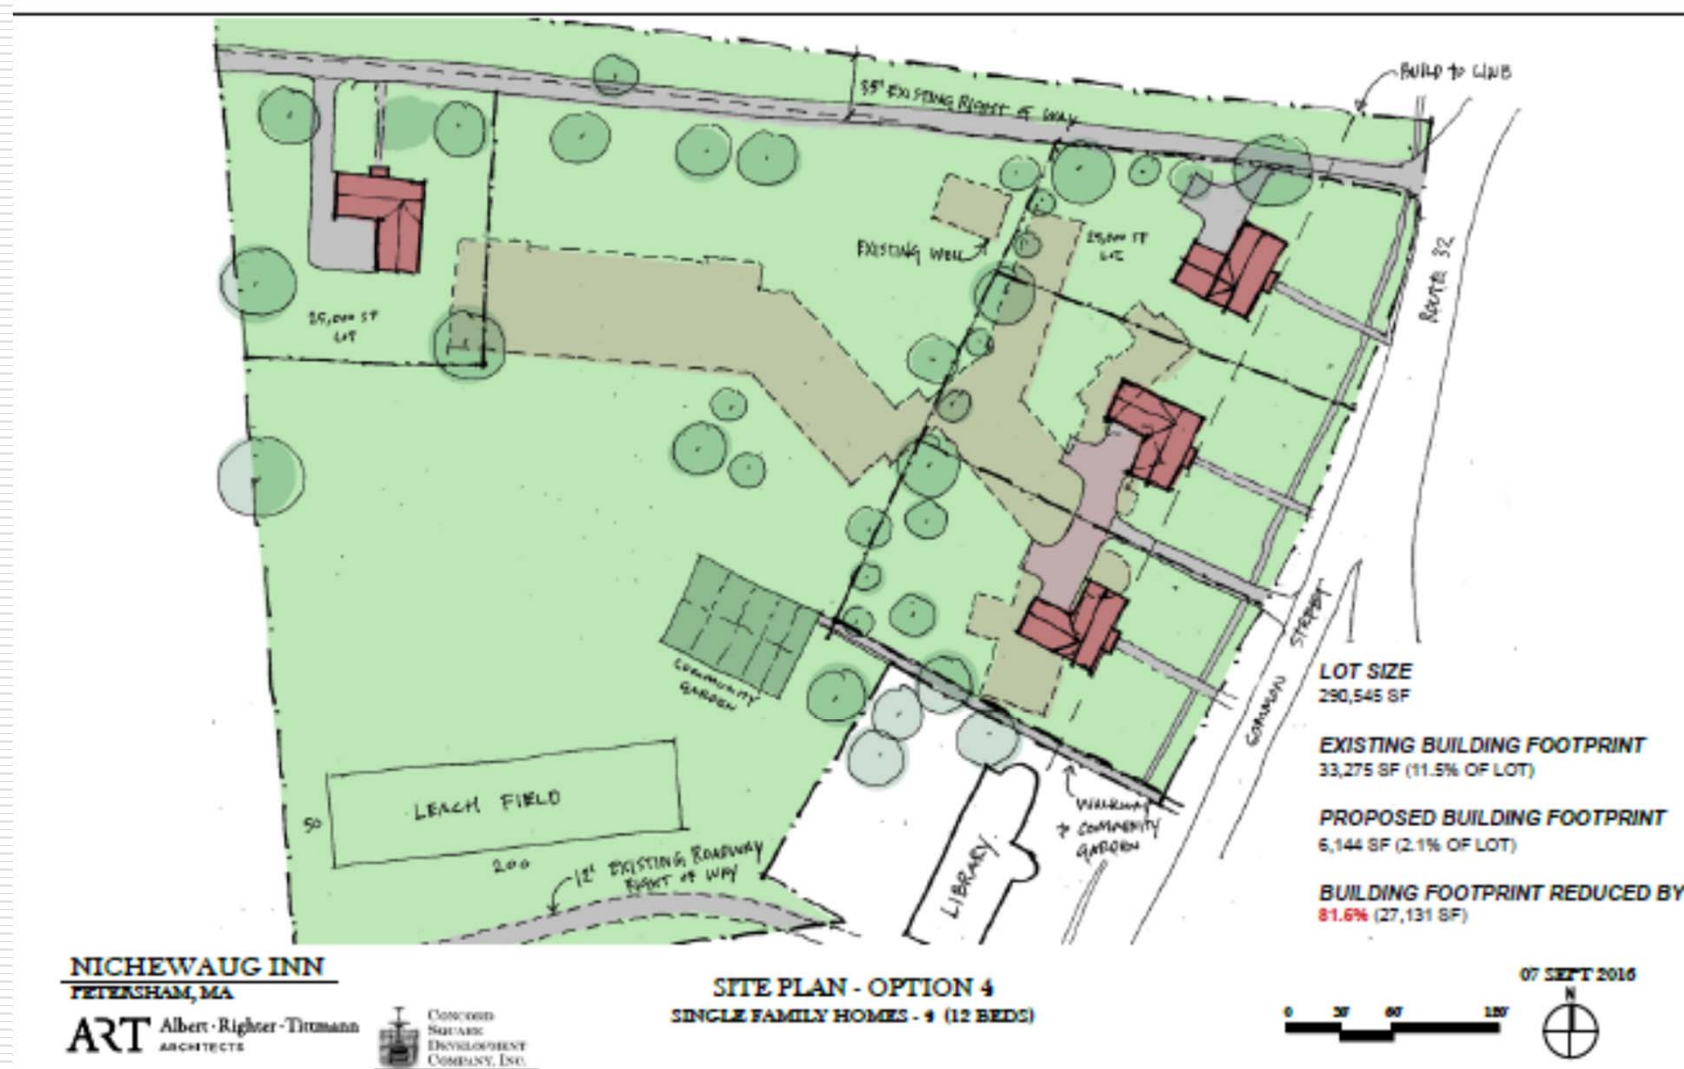 BUILD TO LINE
35' EXISTING RIGHT OF WAY
EXISTING WELL
25,000 SF
LOT
ROUTE 32
25,000 SF
LOT
COMMUNITY
GARDEN
COMMON STREET
LEACH FIELD
50
200
12' EXISTING ROADWAY
RIGHT OF WAY
WALKWAY
TO COMMUNITY
GARDEN
LIBRARY
LOT SIZE
290,545 SF
EXISTING BUILDING FOOTPRINT
33,275 SF (11.5% OF LOT)
PROPOSED BUILDING FOOTPRINT
6,144 SF (2.1% OF LOT)
BUILDING FOOTPRINT REDUCED BY
81.6% (27,131 SF)
NICHEWAUG INN
PETERSHAM, MA
ART Albert · Righter · Tittmann
ARCHITECTS
CONCORD
SQUARE
DEVELOPMENT
COMPANY, INC.
SITE PLAN - OPTION 4
SINGLE FAMILY HOMES - 4 (12 BEDS)
07 SEPT 2016
N
0 30' 60' 120'